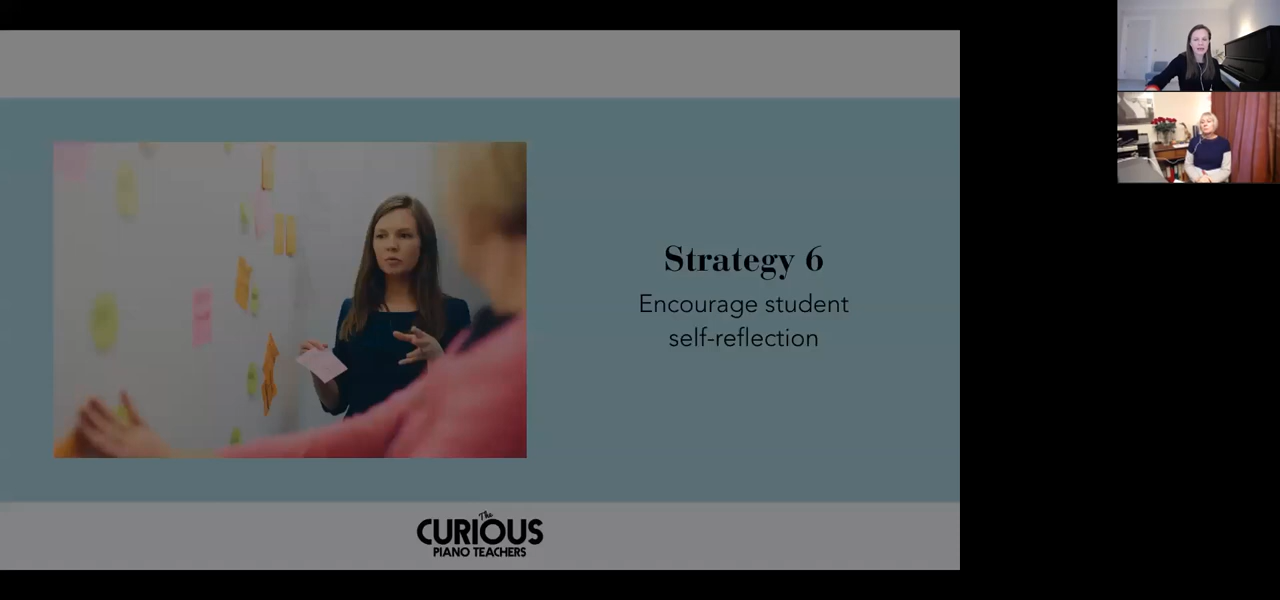 Strategy 6
Encourage student
self-reflection
The
CURIOUS
PIANO TEACHERS